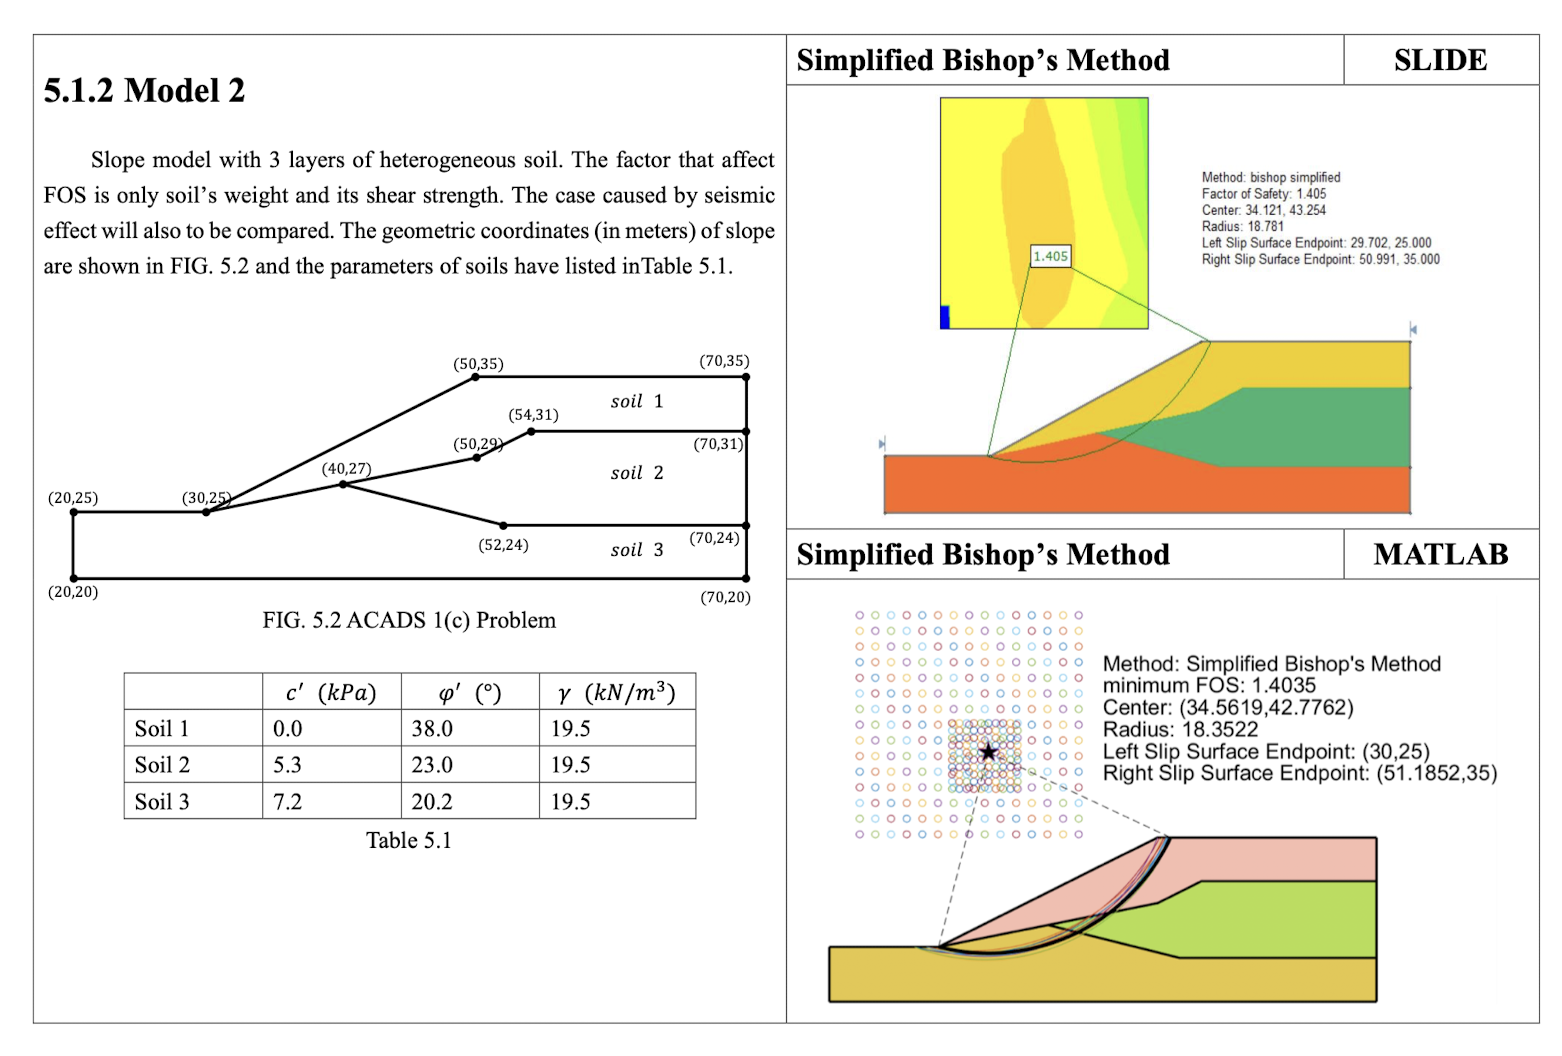 5.1.2 Model 2
Slope model with 3 layers of heterogeneous soil. The factor that affect
FOS is only soil's weight and its shear strength. The case caused by seismic
effect will also to be compared. The geometric coordinates (in meters) of slope
are shown in FIG. 5.2 and the parameters of soils have listed inTable 5.1.
(50,35)
(70,35)
soil 1
(54,31)
(50,29)
(70,31)
(40,27)
soil 2
(20,25)
(30,25)
(52,24)
soil 3
(70,24)
(20,20)
(70,20)
FIG. 5.2 ACADS 1(c) Problem
c′ (kPa) φ′ (°) γ (kN/m³)
Soil 1 0.0 38.0 19.5
Soil 2 5.3 23.0 19.5
Soil 3 7.2 20.2 19.5
Table 5.1
Simplified Bishop's Method SLIDE
Method: bishop simplified
Factor of Safety: 1.405
Center: 34.121, 43.254
Radius: 18.781
Left Slip Surface Endpoint: 29.702, 25.000
Right Slip Surface Endpoint: 50.991, 35.000
1.405
Simplified Bishop's Method MATLAB
Method: Simplified Bishop's Method
minimum FOS: 1.4035
Center: (34.5619,42.7762)
Radius: 18.3522
Left Slip Surface Endpoint: (30,25)
Right Slip Surface Endpoint: (51.1852,35)